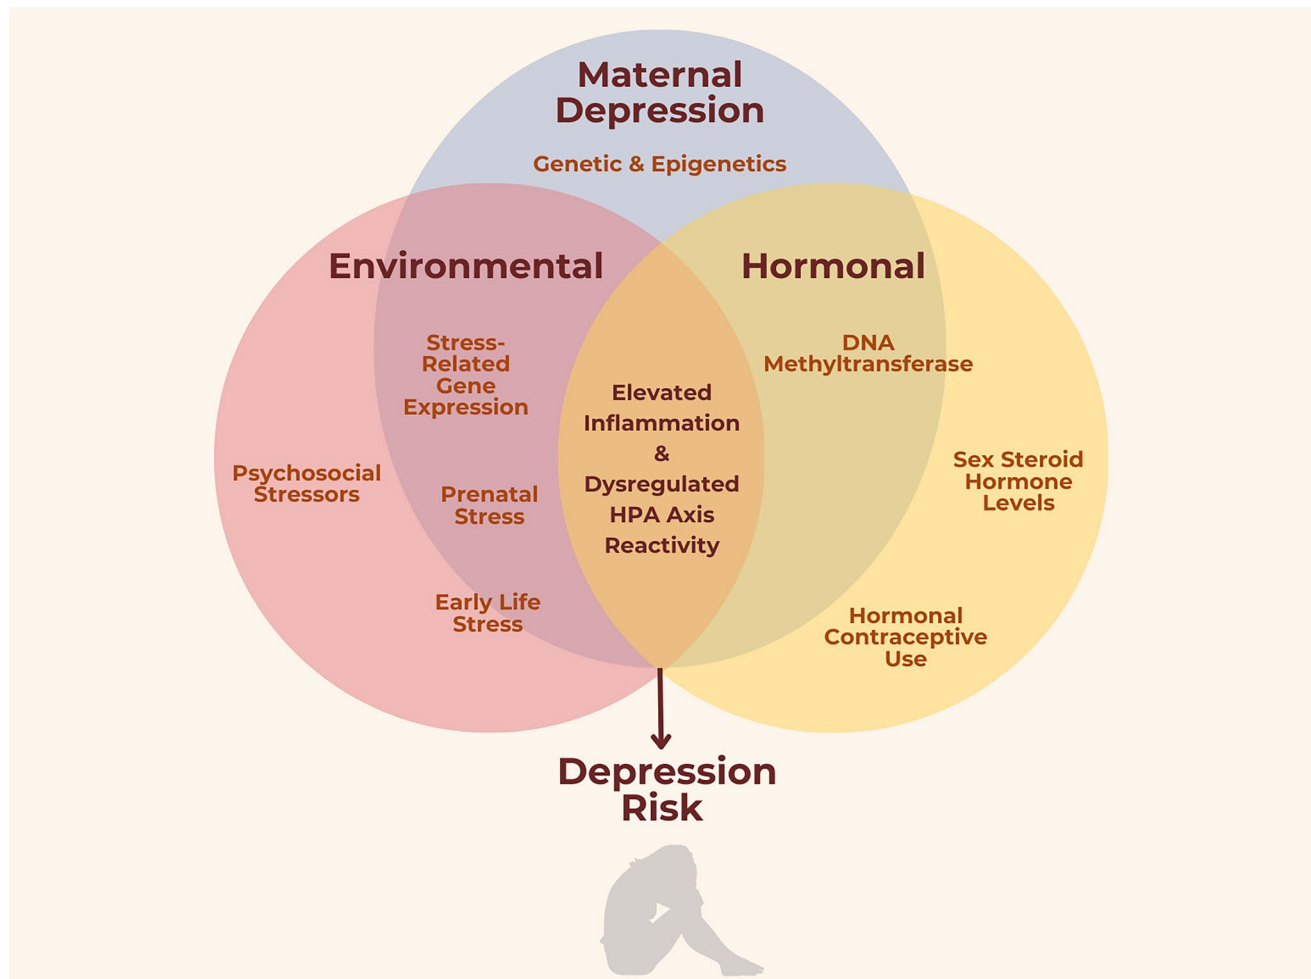 Maternal
Depression
Genetic & Epigenetics
Environmental
Hormonal
Stress-
Related
Gene
Expression
DNA
Methyltransferase
Elevated
Inflammation
&
Dysregulated
HPA Axis
Reactivity
Psychosocial
Stressors
Prenatal
Stress
Sex Steroid
Hormone
Levels
Early Life
Stress
Hormonal
Contraceptive
Use
Depression
Risk